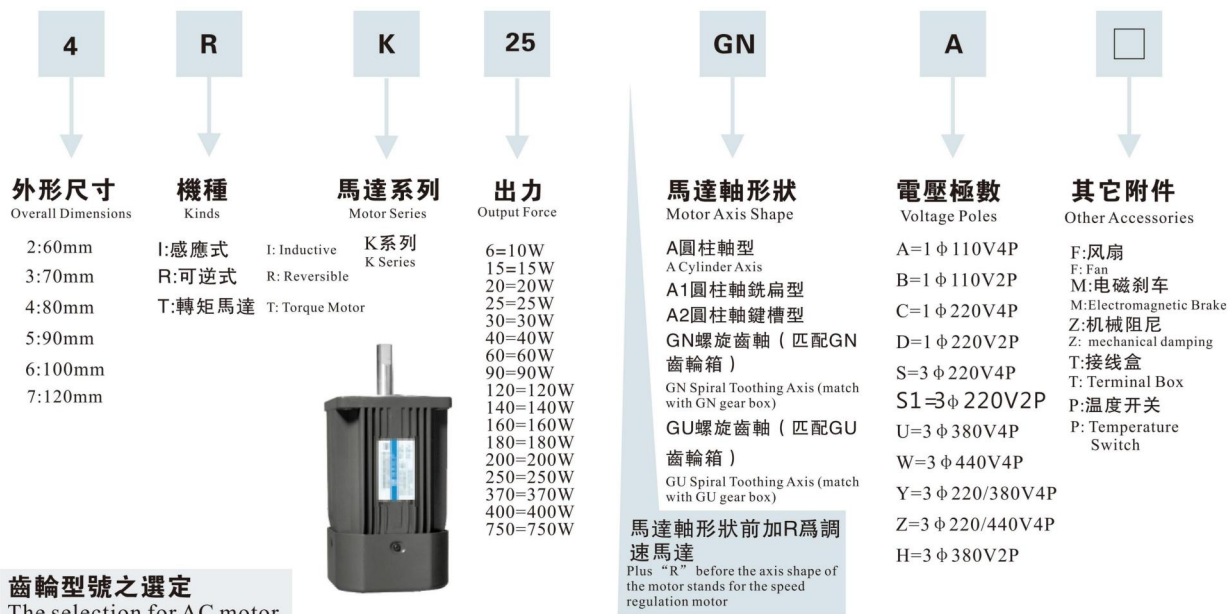 4
R
K
25
GN
A
外形尺寸
Overall Dimensions
2:60mm
3:70mm
4:80mm
5:90mm
6:100mm
7:120mm
機種
Kinds
I:感應式 I: Inductive
R:可逆式 R: Reversible
T:轉矩馬達 T: Torque Motor
馬達系列
Motor Series
K系列
K Series
出力
Output Force
6=10W
15=15W
20=20W
25=25W
30=30W
40=40W
60=60W
90=90W
120=120W
140=140W
160=160W
180=180W
200=200W
250=250W
370=370W
400=400W
750=750W
馬達軸形狀
Motor Axis Shape
A圓柱軸型
A Cylinder Axis
A1圓柱軸銑扁型
A2圓柱軸鍵槽型
GN螺旋齒軸（匹配GN
齒輪箱）
GN Spiral Toothing Axis (match
with GN gear box)
GU螺旋齒軸（匹配GU
齒輪箱）
GU Spiral Toothing Axis (match
with GU gear box)
馬達軸形狀前加R爲調
速馬達
Plus “R” before the axis shape of
the motor stands for the speed
regulation motor
電壓極數
Voltage Poles
A=1φ110V4P
B=1φ110V2P
C=1φ220V4P
D=1φ220V2P
S=3φ220V4P
S1=3φ220V2P
U=3φ380V4P
W=3φ440V4P
Y=3φ220/380V4P
Z=3φ220/440V4P
H=3φ380V2P
其它附件
Other Accessories
F:风扇
F: Fan
M:电磁刹车
M:Electromagnetic Brake
Z:机械阻尼
Z: mechanical damping
T:接线盒
T: Terminal Box
P:温度开关
P: Temperature
Switch
齒輪型號之選定
The selection for AC motor